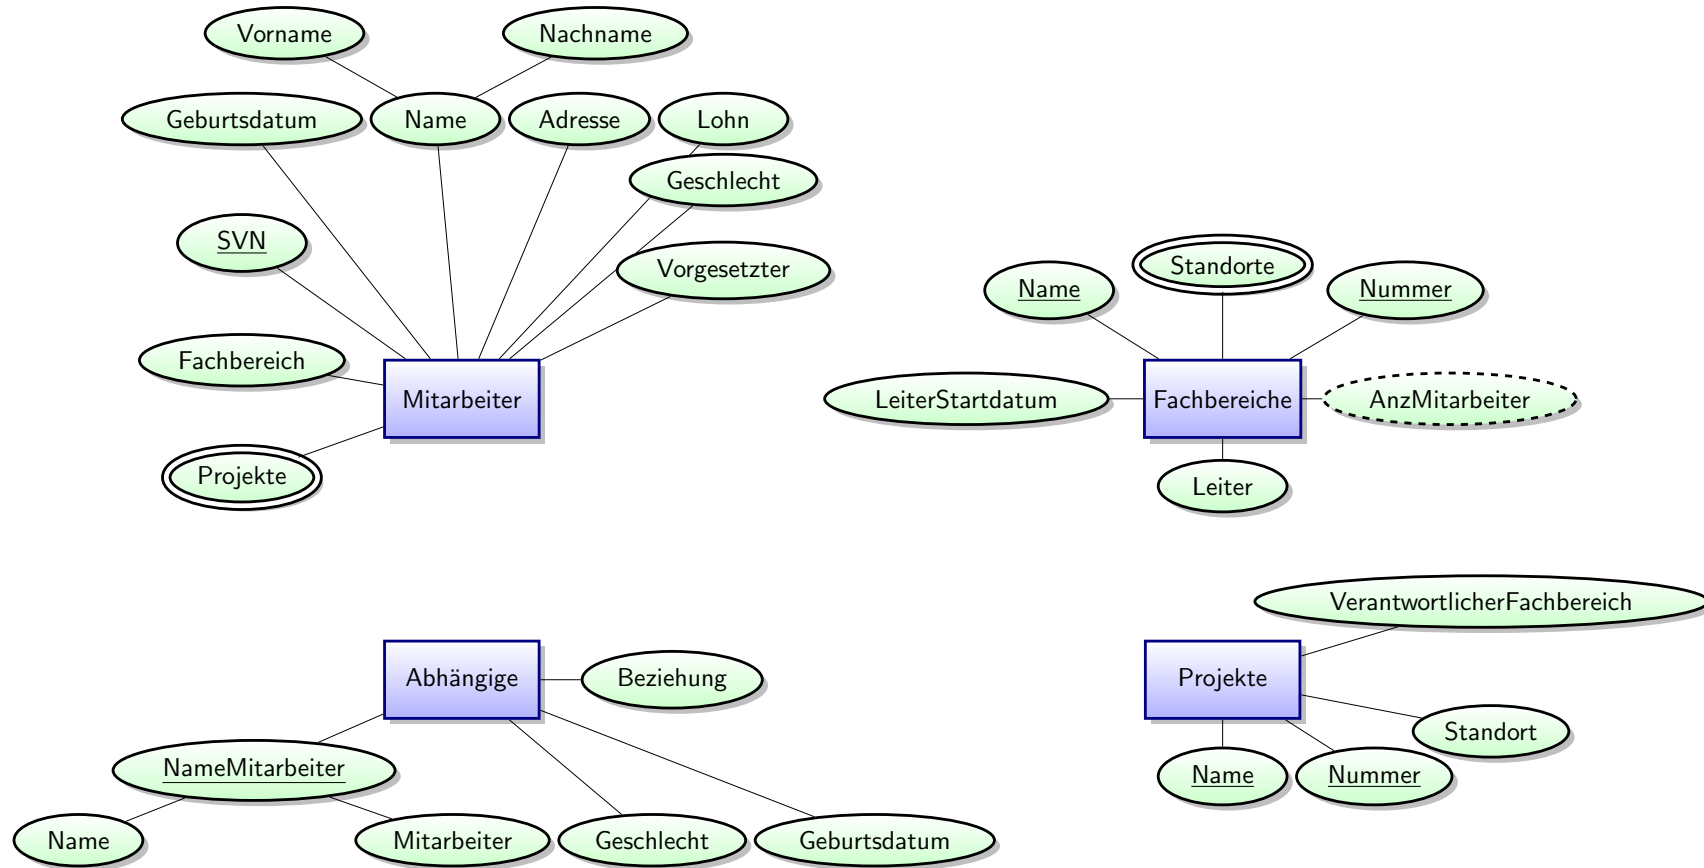 Vorname
Nachname
Geburtsdatum
Name
Adresse
Lohn
Geschlecht
SVN
Vorgesetzter
Fachbereich
Mitarbeiter
Projekte
Standorte
Name
Nummer
LeiterStartdatum
Fachbereiche
AnzMitarbeiter
Leiter
Abhängige
Beziehung
NameMitarbeiter
Name
Mitarbeiter
Geschlecht
Geburtsdatum
VerantwortlicherFachbereich
Projekte
Standort
Name
Nummer